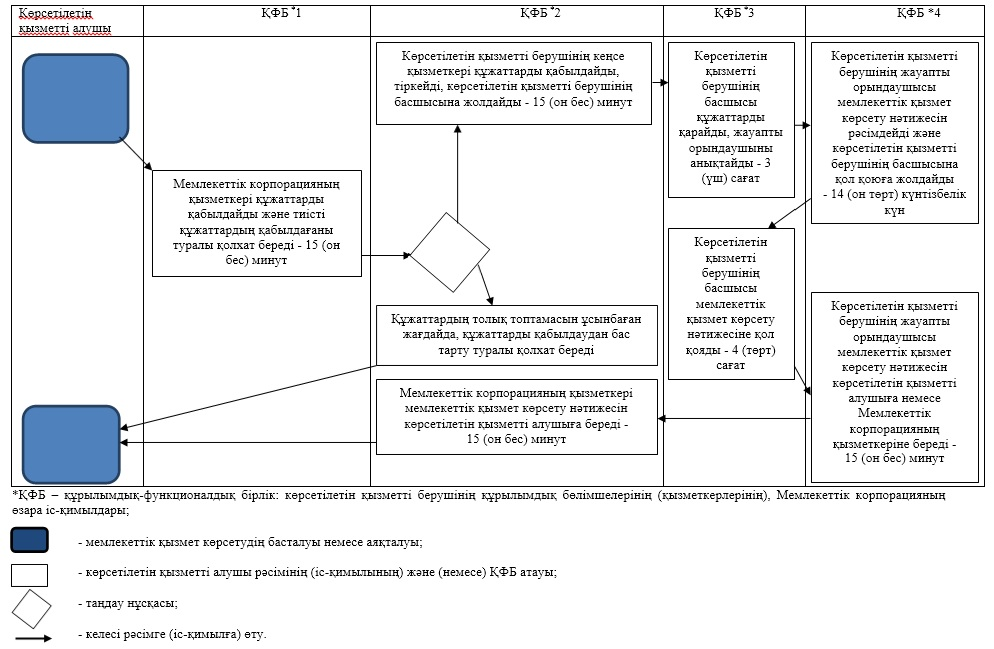 Көрсетілетін
қызметті алушы
ҚФБ *1
ҚФБ *2
ҚФБ *3
ҚФБ *4
Мемлекеттік корпорацияның
қызметкері құжаттарды
қабылдайды және тиісті
құжаттардың қабылдағаны
туралы қолхат береді - 15 (он
бес) минут
Көрсетілетін қызметті берушінің кеңсе
қызметкері құжаттарды қабылдайды,
тіркейді, көрсетілетін қызметті берушінің
басшысына жолдайды - 15 (он бес) минут
Көрсетілетін
қызметті
берушінің
басшысы
құжаттарды
қарайды, жауапты
орындаушыны
анықтайды - 3
(үш) сағат
Көрсетілетін қызметті
берушінің жауапты
орындаушысы
мемлекеттік қызмет
көрсету нәтижесін
рәсімдейді және
көрсетілетін қызметті
берушінің басшысына
қол қоюға жолдайды
- 14 (он төрт) күнтізбелік
күн
Көрсетілетін
қызметті
берушінің
басшысы
мемлекеттік
қызмет көрсету
нәтижесіне қол
қояды - 4 (төрт)
сағат
Көрсетілетін қызметті
берушінің жауапты
орындаушысы
мемлекеттік қызмет
көрсету нәтижесін
көрсетілетін қызметті
алушыға немесе
Мемлекеттік
корпорацияның
қызметкеріне береді -
15 (он бес) минут
Құжаттардың толық топтамасын ұсынбаған
жағдайда, құжаттарды қабылдаудан бас
тарту туралы қолхат береді
Мемлекеттік корпорацияның қызметкері
мемлекеттік қызмет көрсету нәтижесін
көрсетілетін қызметті алушыға береді -
15 (он бес) минут
*ҚФБ – құрылымдық-функционалдық бірлік: көрсетілетін қызметті берушінің құрылымдық бөлімшелерінің (қызметкерлерінің), Мемлекеттік корпорацияның
өзара іс-қимылдары;
- мемлекеттік қызмет көрсетудің басталуы немесе аяқталуы;
- көрсетілетін қызметті алушы рәсімінің (іс-қимылының) және (немесе) ҚФБ атауы;
- таңдау нұсқасы;
- келесі рәсімге (іс-қимылға) өту.